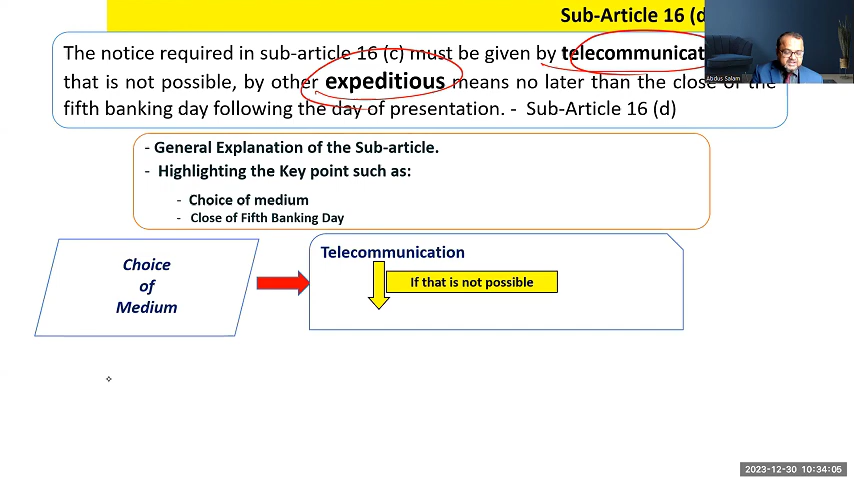 Sub-Article 16 (d
The notice required in sub-article 16 (c) must be given by telecommunicat
that is not possible, by other expeditious means no later than the close of the
fifth banking day following the day of presentation. - Sub-Article 16 (d)
Abdus Salam
- General Explanation of the Sub-article.
- Highlighting the Key point such as:
- Choice of medium
- Close of Fifth Banking Day
Choice
of
Medium
Telecommunication
If that is not possible
2023-12-30 10:34:05